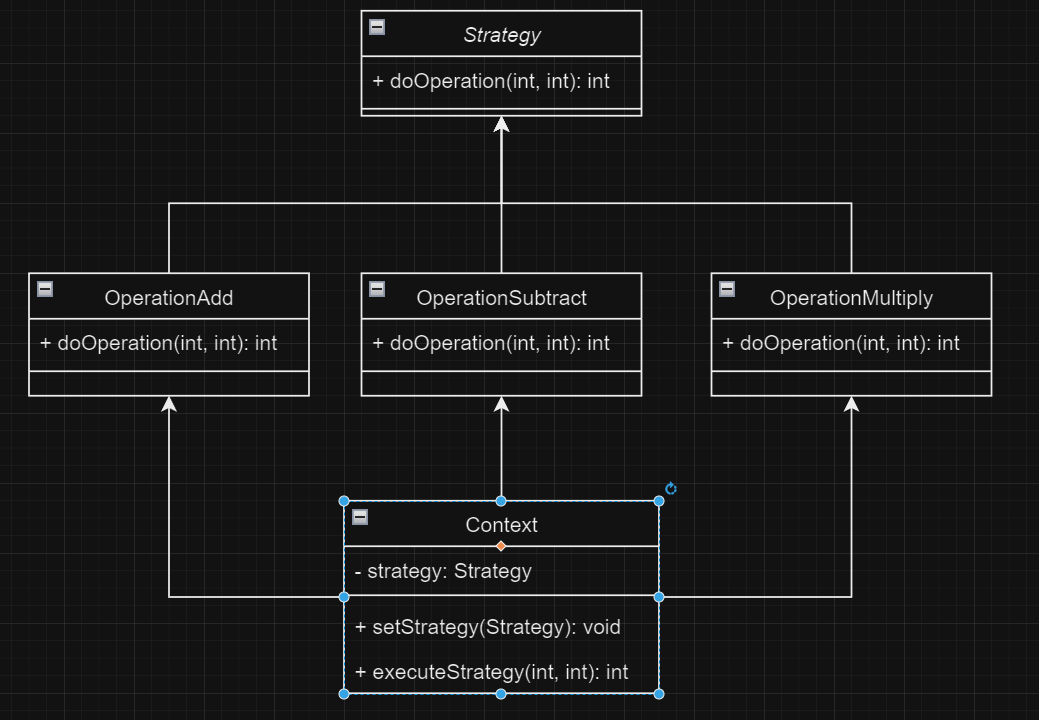 Strategy
+ doOperation(int, int): int
OperationAdd
+ doOperation(int, int): int
OperationSubtract
+ doOperation(int, int): int
OperationMultiply
+ doOperation(int, int): int
Context
- strategy: Strategy
+ setStrategy(Strategy): void
+ executeStrategy(int, int): int